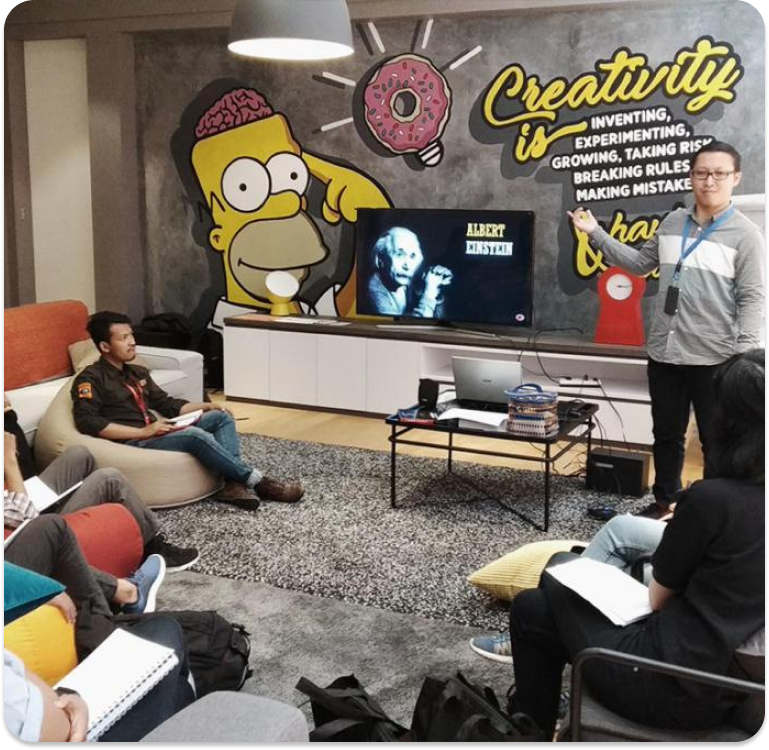 Creativity
is
INVENTING,
EXPERIMENTING,
GROWING, TAKING RISK
BREAKING RULES
MAKING MISTAKE
ALBERT
EINSTEIN